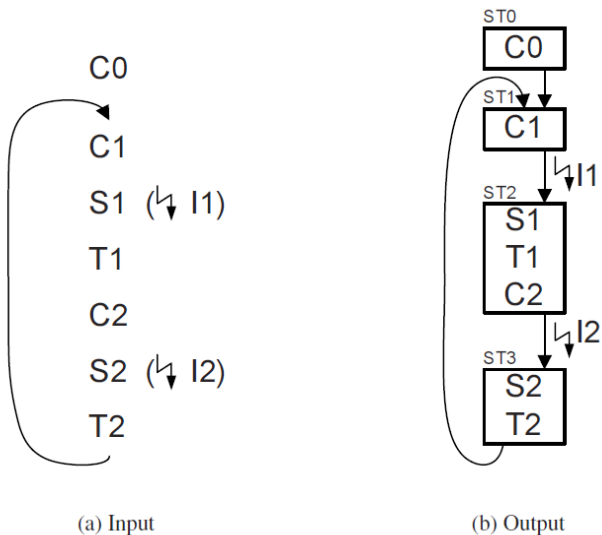 C0
C1
S1 ( I1)
T1
C2
S2 ( I2)
T2
(a) Input
ST0
C0
ST1
C1
I1
ST2
S1
T1
C2
I2
ST3
S2
T2
(b) Output